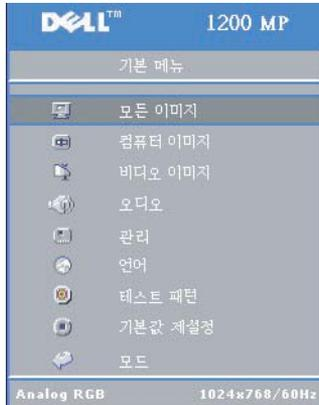 DELL™ 1200 MP
기본 메뉴
모든 이미지
컴퓨터 이미지
비디오 이미지
오디오
관리
언어
테스트 패턴
기본값 재설정
모드
Analog RGB 1024x768/60Hz